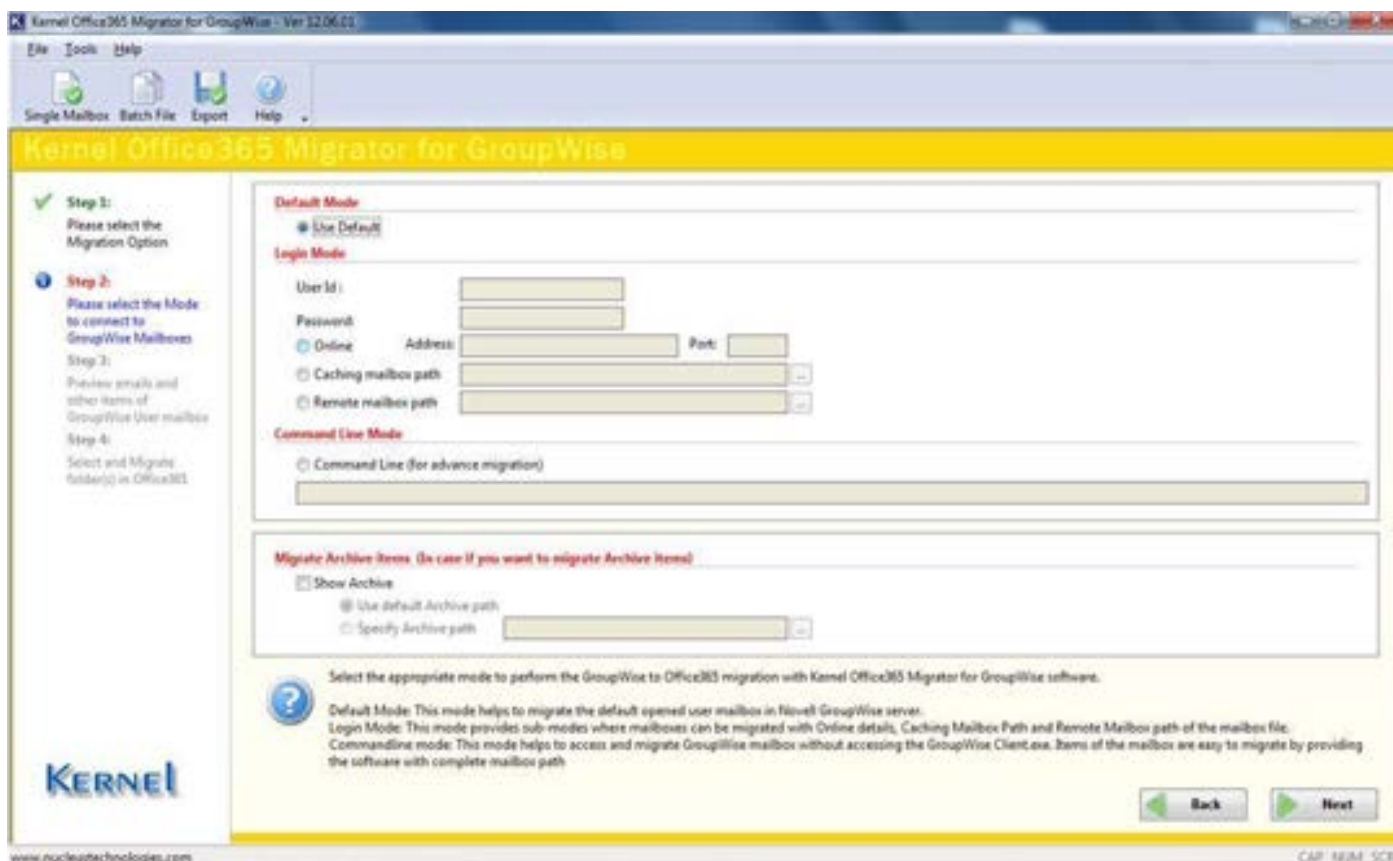 Kernel Office365 Migrator for GroupWise - Ver 12.06.01
File Tools Help
Single Mailbox Batch File Export Help
Kernel Office365 Migrator for GroupWise
Step 1:
Please select the
Migration Option
Step 2:
Please select the Mode
to connect to
GroupWise Mailboxes
Step 3:
Preview emails and
other items of
GroupWise User mailbox
Step 4:
Select and Migrate
folder(s) in Office365
KERNEL
Default Mode
Use Default
Login Mode
User Id :
Password:
Online Address: Port:
Caching mailbox path ...
Remote mailbox path ...
Command Line Mode
Command Line (for advance migration)
Migrate Archive Items (In case if you want to migrate Archive Items)
Show Archive
Use default Archive path
Specify Archive path ...
Select the appropriate mode to perform the GroupWise to Office365 migration with Kernel Office365 Migrator for GroupWise software.
Default Mode: This mode helps to migrate the default opened user mailbox in Novell GroupWise server.
Login Mode: This mode provides sub-modes where mailboxes can be migrated with Online details, Caching Mailbox Path and Remote Mailbox path of the mailbox file.
Commandline mode: This mode helps to access and migrate GroupWise mailbox without accessing the GroupWise Client.exe. Items of the mailbox are easy to migrate by providing
the software with complete mailbox path
Back Next
www.nucleustechnologies.com CAP NUM SCR